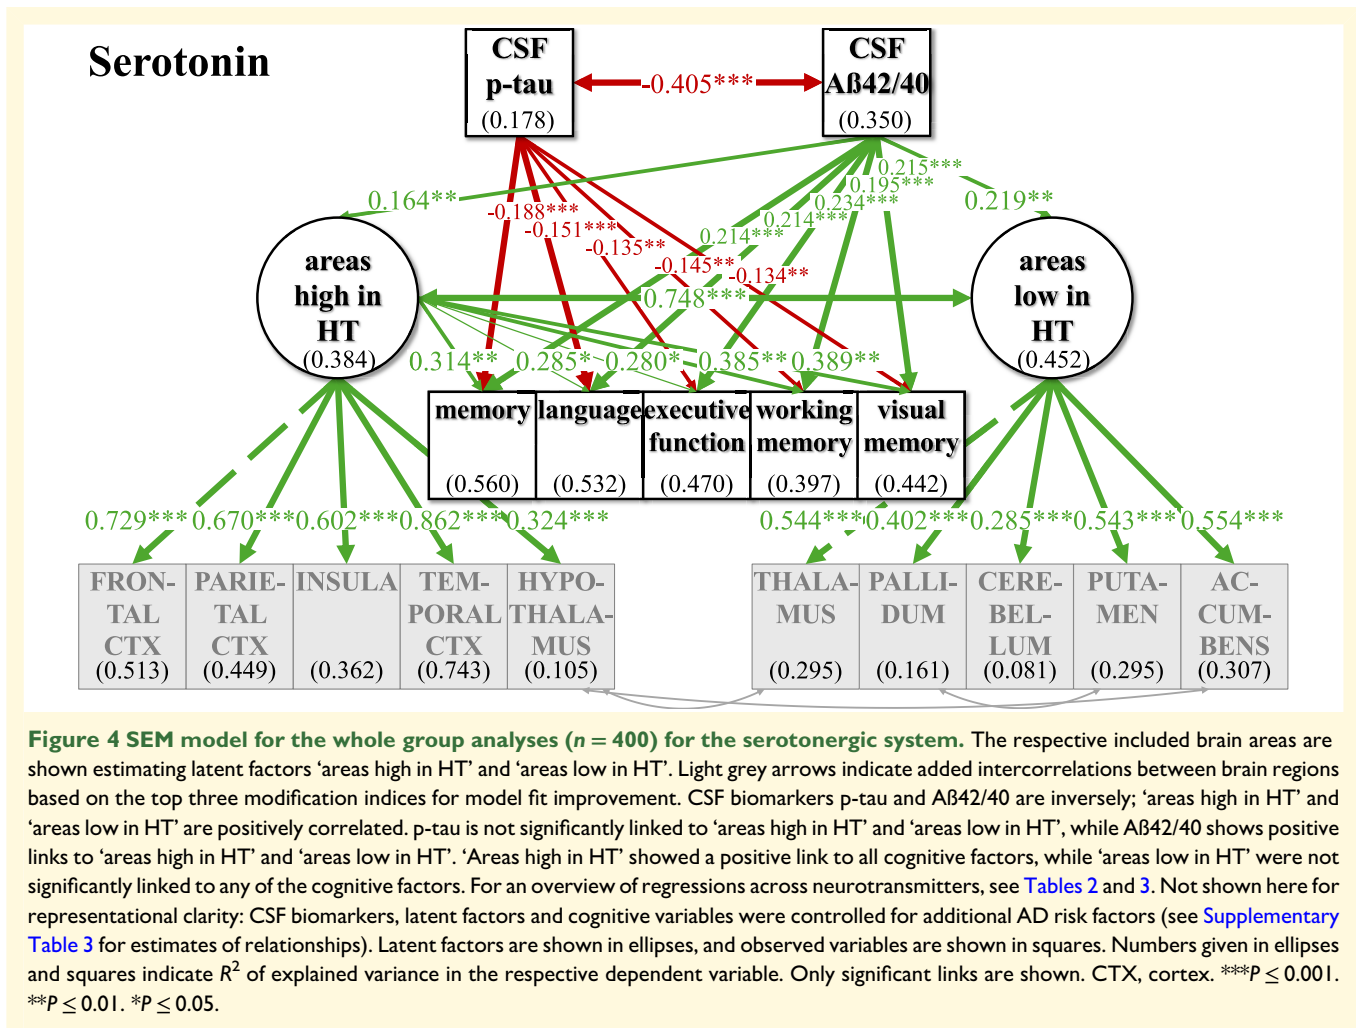 Serotonin
CSF
p-tau
(0.178)
-0.405***
CSF
Aß42/40
(0.350)
0.164**
0.215***
0.195***
0.234***
0.214***
0.214***
0.219**
-0.188***
-0.151***
-0.135**
-0.145**
-0.134**
areas
high in
HT
(0.384)
0.748***
areas
low in
HT
(0.452)
0.314** 0.285* 0.280* 0.385** 0.389**
memory
(0.560)
language
(0.532)
executive
function
(0.470)
working
memory
(0.397)
visual
memory
(0.442)
0.729*** 0.670*** 0.602*** 0.862*** 0.324***
0.544*** 0.402*** 0.285*** 0.543*** 0.554***
FRON-
TAL
CTX
(0.513)
PARIE-
TAL
CTX
(0.449)
INSULA
(0.362)
TEM-
PORAL
CTX
(0.743)
HYPO-
THALA-
MUS
(0.105)
THALA-
MUS
(0.295)
PALLI-
DUM
(0.161)
CERE-
BEL-
LUM
(0.081)
PUTA-
MEN
(0.295)
AC-
CUM-
BENS
(0.307)
Figure 4 SEM model for the whole group analyses (n = 400) for the serotonergic system. The respective included brain areas are
shown estimating latent factors ‘areas high in HT’ and ‘areas low in HT’. Light grey arrows indicate added intercorrelations between brain regions
based on the top three modification indices for model fit improvement. CSF biomarkers p-tau and Aß42/40 are inversely; ‘areas high in HT’ and
‘areas low in HT’ are positively correlated. p-tau is not significantly linked to ‘areas high in HT’ and ‘areas low in HT’, while Aß42/40 shows positive
links to ‘areas high in HT’ and ‘areas low in HT’. ‘Areas high in HT’ showed a positive link to all cognitive factors, while ‘areas low in HT’ were not
significantly linked to any of the cognitive factors. For an overview of regressions across neurotransmitters, see Tables 2 and 3. Not shown here for
representational clarity: CSF biomarkers, latent factors and cognitive variables were controlled for additional AD risk factors (see Supplementary
Table 3 for estimates of relationships). Latent factors are shown in ellipses, and observed variables are shown in squares. Numbers given in ellipses
and squares indicate R² of explained variance in the respective dependent variable. Only significant links are shown. CTX, cortex. ***P ≤ 0.001.
**P ≤ 0.01. *P ≤ 0.05.